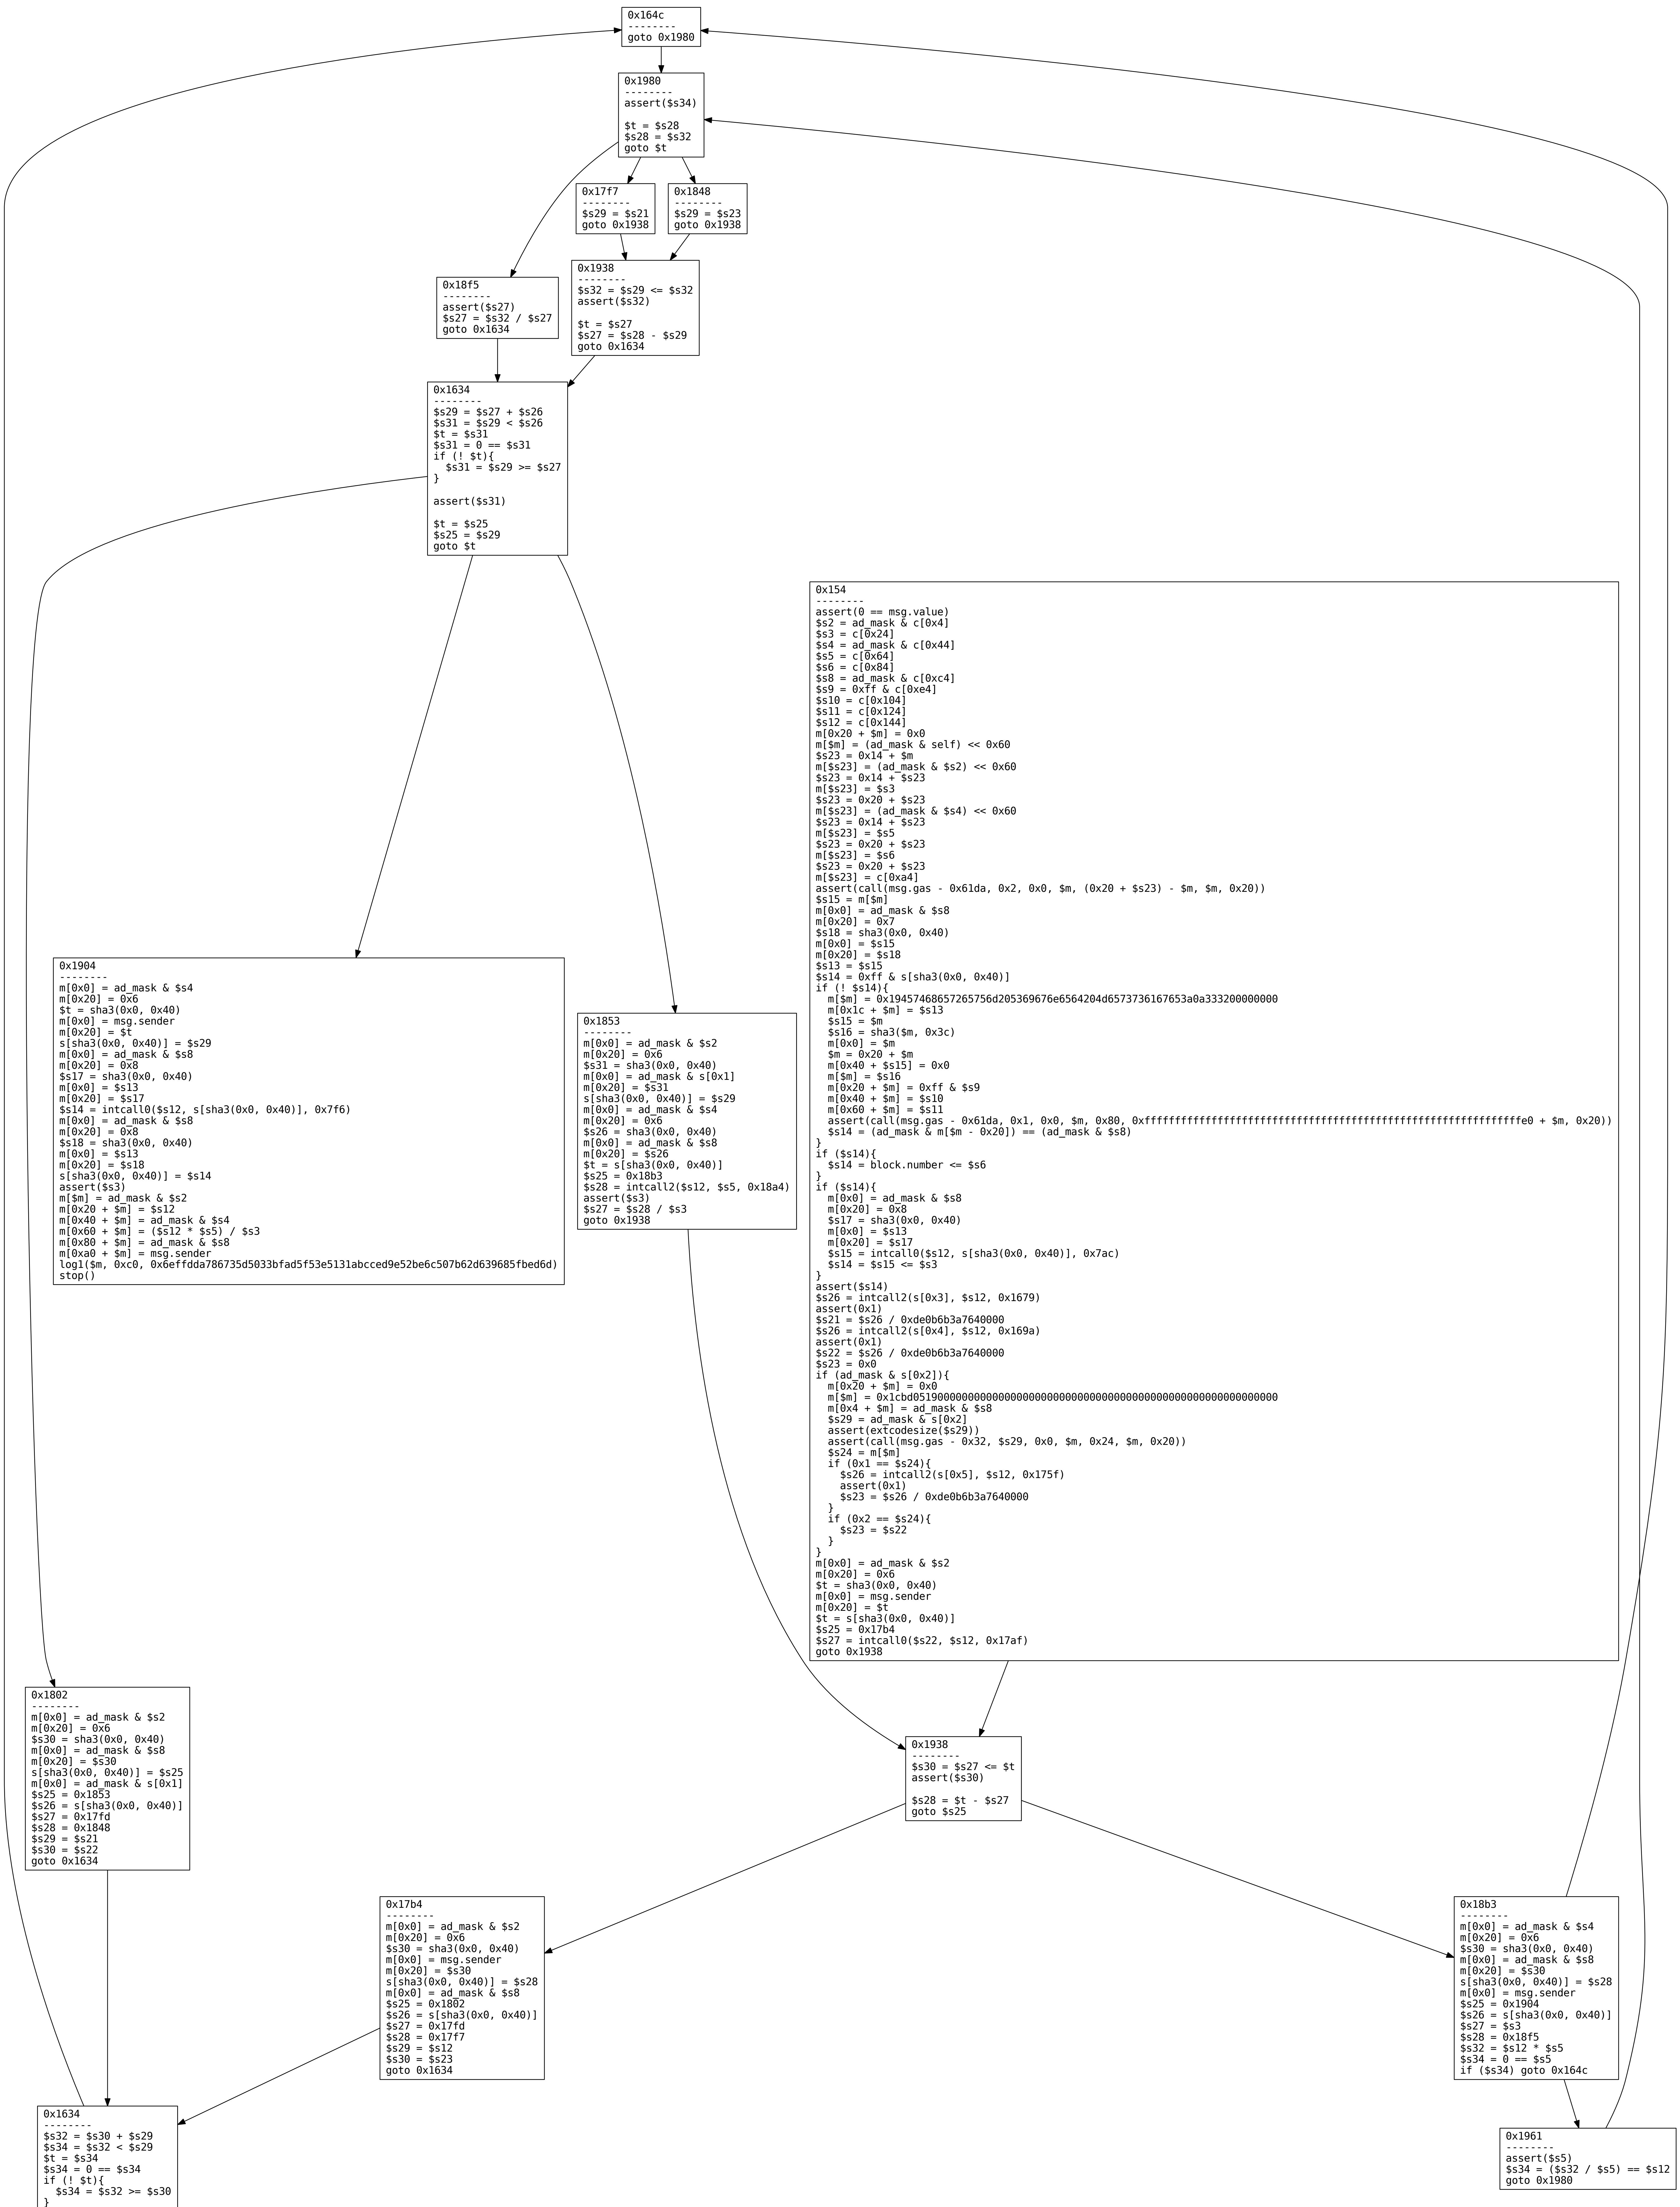 0x164c
--------
goto 0x1980
0x1980
--------
assert($s34)
$t = $s28
$s28 = $s32
goto $t
0x17f7
--------
$s29 = $s21
goto 0x1938
0x1848
--------
$s29 = $s23
goto 0x1938
0x18f5
--------
assert($s27)
$s27 = $s32 / $s27
goto 0x1634
0x1938
--------
$s32 = $s29 <= $s32
assert($s32)
$t = $s27
$s27 = $s28 - $s29
goto 0x1634
0x1634
--------
$s29 = $s27 + $s26
$s31 = $s29 < $s26
$t = $s31
$s31 = 0 == $s31
if (! $t){
  $s31 = $s29 >= $s27
}
assert($s31)
$t = $s25
$s25 = $s29
goto $t
0x154
--------
assert(0 == msg.value)
$s2 = ad_mask & c[0x4]
$s3 = c[0x24]
$s4 = ad_mask & c[0x44]
$s5 = c[0x64]
$s6 = c[0x84]
$s8 = ad_mask & c[0xc4]
$s9 = 0xff & c[0xe4]
$s10 = c[0x104]
$s11 = c[0x124]
$s12 = c[0x144]
m[0x20 + $m] = 0x0
m[$m] = (ad_mask & self) << 0x60
$s23 = 0x14 + $m
m[$s23] = (ad_mask & $s2) << 0x60
$s23 = 0x14 + $s23
m[$s23] = $s3
$s23 = 0x20 + $s23
m[$s23] = (ad_mask & $s4) << 0x60
$s23 = 0x14 + $s23
m[$s23] = $s5
$s23 = 0x20 + $s23
m[$s23] = $s6
$s23 = 0x20 + $s23
m[$s23] = c[0xa4]
assert(call(msg.gas - 0x61da, 0x2, 0x0, $m, (0x20 + $s23) - $m, $m, 0x20))
$s15 = m[$m]
m[0x0] = ad_mask & $s8
m[0x20] = 0x7
$s18 = sha3(0x0, 0x40)
m[0x0] = $s15
m[0x20] = $s18
$s13 = $s15
$s14 = 0xff & s[sha3(0x0, 0x40)]
if (! $s14){
  m[$m] = 0x19457468657265756d205369676e6564204d6573736167653a0a333200000000
  m[0x1c + $m] = $s13
  $s15 = $m
  $s16 = sha3($m, 0x3c)
  m[0x0] = $m
  $m = 0x20 + $m
  m[0x40 + $s15] = 0x0
  m[$m] = $s16
  m[0x20 + $m] = 0xff & $s9
  m[0x40 + $m] = $s10
  m[0x60 + $m] = $s11
  assert(call(msg.gas - 0x61da, 0x1, 0x0, $m, 0x80, 0xffffffffffffffffffffffffffffffffffffffffffffffffffffffffffffffe0 + $m, 0x20))
  $s14 = (ad_mask & m[$m - 0x20]) == (ad_mask & $s8)
}
if ($s14){
  $s14 = block.number <= $s6
}
if ($s14){
  m[0x0] = ad_mask & $s8
  m[0x20] = 0x8
  $s17 = sha3(0x0, 0x40)
  m[0x0] = $s13
  m[0x20] = $s17
  $s15 = intcall0($s12, s[sha3(0x0, 0x40)], 0x7ac)
  $s14 = $s15 <= $s3
}
assert($s14)
$s26 = intcall2(s[0x3], $s12, 0x1679)
assert(0x1)
$s21 = $s26 / 0xde0b6b3a7640000
$s26 = intcall2(s[0x4], $s12, 0x169a)
assert(0x1)
$s22 = $s26 / 0xde0b6b3a7640000
$s23 = 0x0
if (ad_mask & s[0x2]){
  m[0x20 + $m] = 0x0
  m[$m] = 0x1cbd051900000000000000000000000000000000000000000000000000000000
  m[0x4 + $m] = ad_mask & $s8
  $s29 = ad_mask & s[0x2]
  assert(extcodesize($s29))
  assert(call(msg.gas - 0x32, $s29, 0x0, $m, 0x24, $m, 0x20))
  $s24 = m[$m]
  if (0x1 == $s24){
    $s26 = intcall2(s[0x5], $s12, 0x175f)
    assert(0x1)
    $s23 = $s26 / 0xde0b6b3a7640000
  }
  if (0x2 == $s24){
    $s23 = $s22
  }
}
m[0x0] = ad_mask & $s2
m[0x20] = 0x6
$t = sha3(0x0, 0x40)
m[0x0] = msg.sender
m[0x20] = $t
$t = s[sha3(0x0, 0x40)]
$s25 = 0x17b4
$s27 = intcall0($s22, $s12, 0x17af)
goto 0x1938
0x1904
--------
m[0x0] = ad_mask & $s4
m[0x20] = 0x6
$t = sha3(0x0, 0x40)
m[0x0] = msg.sender
m[0x20] = $t
s[sha3(0x0, 0x40)] = $s29
m[0x0] = ad_mask & $s8
m[0x20] = 0x8
$s17 = sha3(0x0, 0x40)
m[0x0] = $s13
m[0x20] = $s17
$s14 = intcall0($s12, s[sha3(0x0, 0x40)], 0x7f6)
m[0x0] = ad_mask & $s8
m[0x20] = 0x8
$s18 = sha3(0x0, 0x40)
m[0x0] = $s13
m[0x20] = $s18
s[sha3(0x0, 0x40)] = $s14
assert($s3)
m[$m] = ad_mask & $s2
m[0x20 + $m] = $s12
m[0x40 + $m] = ad_mask & $s4
m[0x60 + $m] = ($s12 * $s5) / $s3
m[0x80 + $m] = ad_mask & $s8
m[0xa0 + $m] = msg.sender
log1($m, 0xc0, 0x6effdda786735d5033bfad5f53e5131abcced9e52be6c507b62d639685fbed6d)
stop()
0x1853
--------
m[0x0] = ad_mask & $s2
m[0x20] = 0x6
$s31 = sha3(0x0, 0x40)
m[0x0] = ad_mask & s[0x1]
m[0x20] = $s31
s[sha3(0x0, 0x40)] = $s29
m[0x0] = ad_mask & $s4
m[0x20] = 0x6
$s26 = sha3(0x0, 0x40)
m[0x0] = ad_mask & $s8
m[0x20] = $s26
$t = s[sha3(0x0, 0x40)]
$s25 = 0x18b3
$s28 = intcall2($s12, $s5, 0x18a4)
assert($s3)
$s27 = $s28 / $s3
goto 0x1938
0x1802
--------
m[0x0] = ad_mask & $s2
m[0x20] = 0x6
$s30 = sha3(0x0, 0x40)
m[0x0] = ad_mask & $s8
m[0x20] = $s30
s[sha3(0x0, 0x40)] = $s25
m[0x0] = ad_mask & s[0x1]
$s25 = 0x1853
$s26 = s[sha3(0x0, 0x40)]
$s27 = 0x17fd
$s28 = 0x1848
$s29 = $s21
$s30 = $s22
goto 0x1634
0x1938
--------
$s30 = $s27 <= $t
assert($s30)
$s28 = $t - $s27
goto $s25
0x17b4
--------
m[0x0] = ad_mask & $s2
m[0x20] = 0x6
$s30 = sha3(0x0, 0x40)
m[0x0] = msg.sender
m[0x20] = $s30
s[sha3(0x0, 0x40)] = $s28
m[0x0] = ad_mask & $s8
$s25 = 0x1802
$s26 = s[sha3(0x0, 0x40)]
$s27 = 0x17fd
$s28 = 0x17f7
$s29 = $s12
$s30 = $s23
goto 0x1634
0x18b3
--------
m[0x0] = ad_mask & $s4
m[0x20] = 0x6
$s30 = sha3(0x0, 0x40)
m[0x0] = ad_mask & $s8
m[0x20] = $s30
s[sha3(0x0, 0x40)] = $s28
m[0x0] = msg.sender
$s25 = 0x1904
$s26 = s[sha3(0x0, 0x40)]
$s27 = $s3
$s28 = 0x18f5
$s32 = $s12 * $s5
$s34 = 0 == $s5
if ($s34) goto 0x164c
0x1634
--------
$s32 = $s30 + $s29
$s34 = $s32 < $s29
$t = $s34
$s34 = 0 == $s34
if (! $t){
  $s34 = $s32 >= $s30
}
0x1961
--------
assert($s5)
$s34 = ($s32 / $s5) == $s12
goto 0x1980